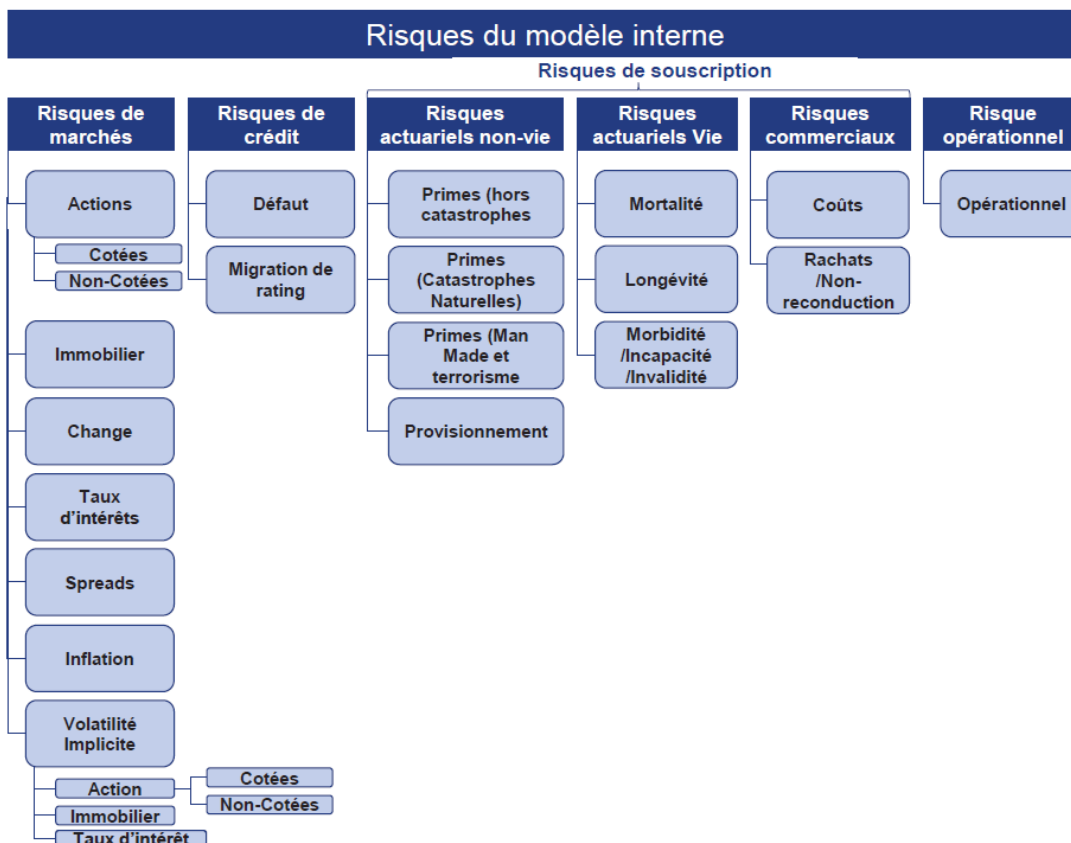 Risques du modèle interne
Risques de souscription
Risques de
marchés
Risques de
crédit
Risques
actuariels non-vie
Risques
actuariels Vie
Risques
commerciaux
Risque
opérationnel
Actions
Cotées
Non-Cotées
Immobilier
Change
Taux
d'intérêts
Spreads
Inflation
Volatilité
Implicite
Action
Cotées
Non-Cotées
Immobilier
Taux d'intérêt
Défaut
Migration de
rating
Primes (hors
catastrophes
Primes
(Catastrophes
Naturelles)
Primes (Man
Made et
terrorisme
Provisionnement
Mortalité
Longévité
Morbidité
/Incapacité
/Invalidité
Coûts
Rachats
/Non-
reconduction
Opérationnel